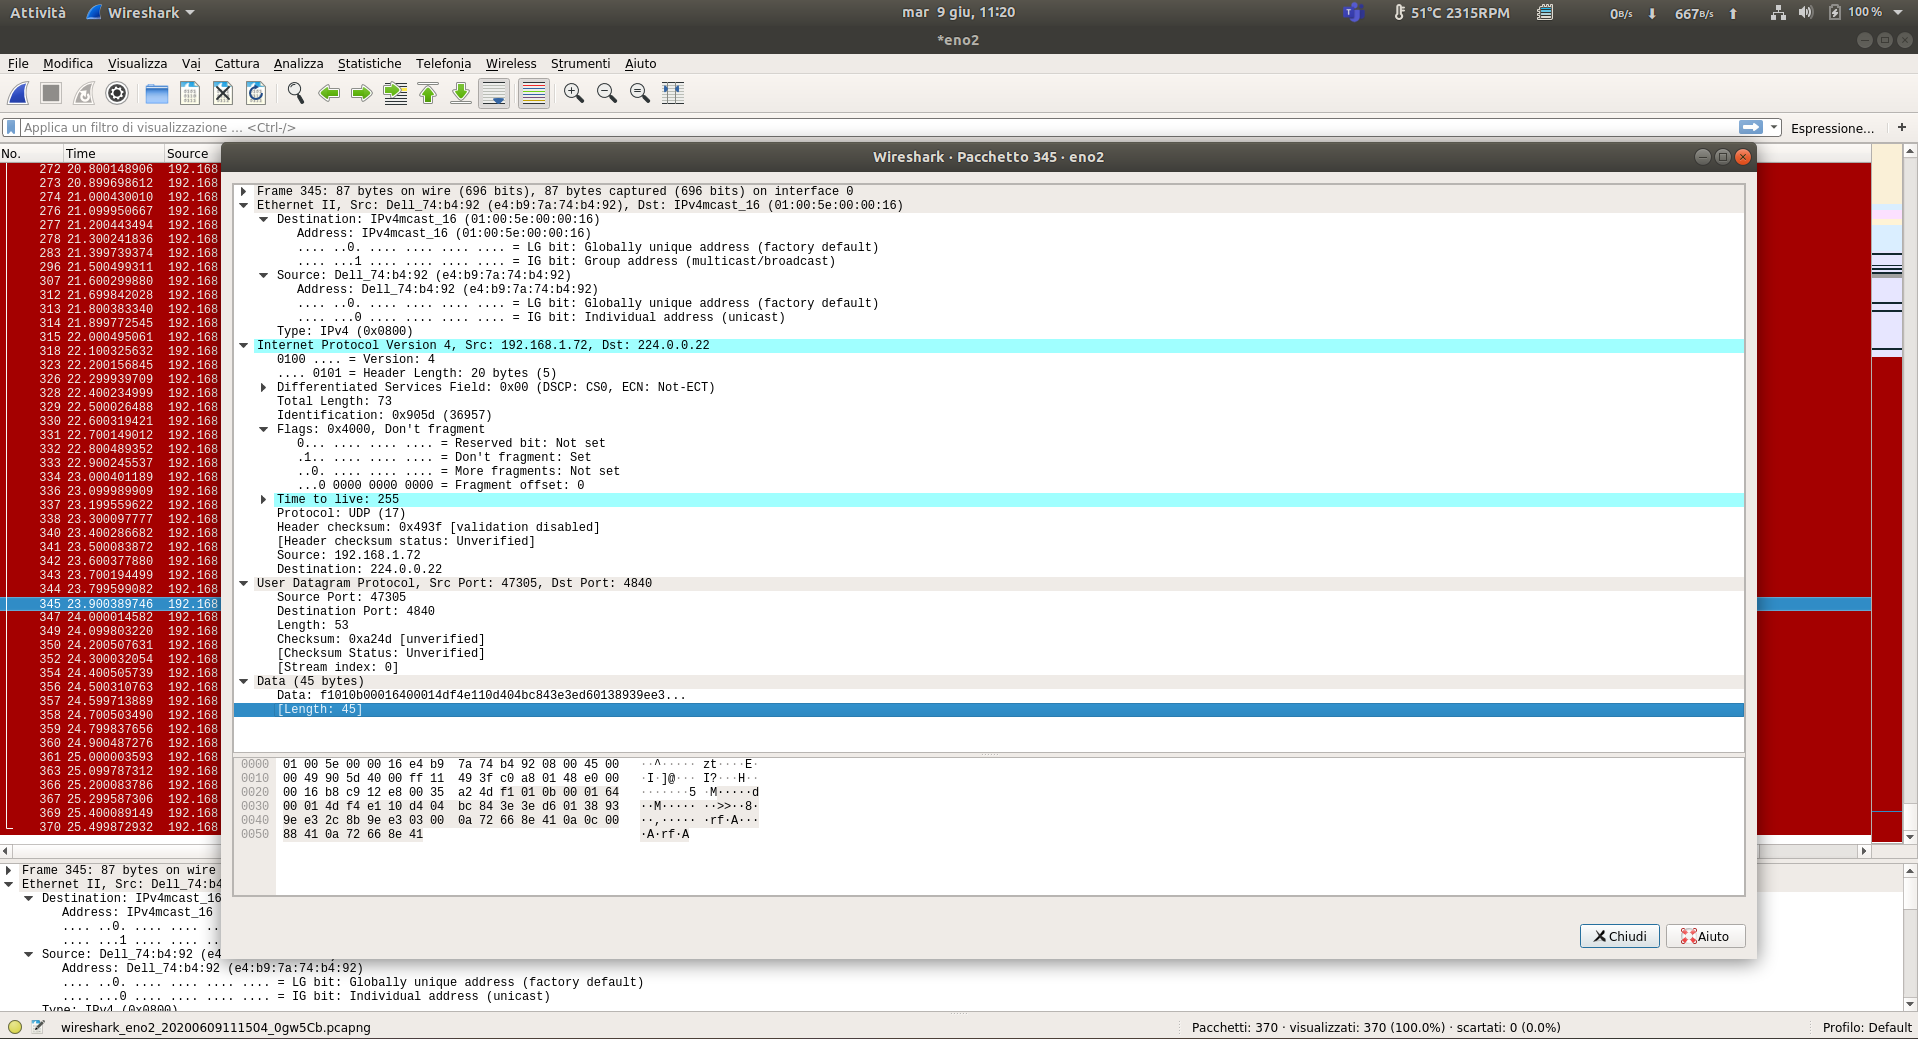 Attività Wireshark mar 9 giu, 11:20 51°C 2315RPM 0B/s 667B/s 100 %
*eno2
File Modifica Visualizza Vai Cattura Analizza Statistiche Telefonia Wireless Strumenti Aiuto
Applica un filtro di visualizzazione … <Ctrl-/> Espressione… +
No. Time Source
272 20.800148906 192.168
273 20.899698612 192.168
274 21.000430010 192.168
276 21.099950667 192.168
277 21.200443494 192.168
278 21.300241836 192.168
283 21.399739374 192.168
296 21.500499311 192.168
307 21.600299880 192.168
312 21.699842028 192.168
313 21.800383340 192.168
314 21.899772545 192.168
315 22.000495061 192.168
318 22.100325632 192.168
323 22.200156845 192.168
326 22.299939709 192.168
328 22.400234999 192.168
329 22.500026488 192.168
330 22.600319421 192.168
331 22.700149012 192.168
332 22.800489352 192.168
333 22.900245537 192.168
334 23.000401189 192.168
336 23.099989909 192.168
337 23.199559622 192.168
338 23.300097777 192.168
340 23.400286682 192.168
341 23.500083872 192.168
342 23.600377880 192.168
343 23.700194499 192.168
344 23.799599082 192.168
345 23.900389746 192.168
347 24.000014582 192.168
349 24.099803220 192.168
350 24.200507631 192.168
352 24.300032054 192.168
354 24.400505739 192.168
356 24.500310763 192.168
357 24.599713889 192.168
358 24.700503490 192.168
359 24.799837656 192.168
360 24.900487276 192.168
361 25.000003593 192.168
363 25.099787312 192.168
366 25.200083786 192.168
367 25.299587306 192.168
368 25.400089149 192.168
370 25.499872932 192.168
Wireshark · Pacchetto 345 · eno2
Frame 345: 87 bytes on wire (696 bits), 87 bytes captured (696 bits) on interface 0
Ethernet II, Src: Dell_74:b4:92 (e4:b9:7a:74:b4:92), Dst: IPv4mcast_16 (01:00:5e:00:00:16)
Destination: IPv4mcast_16 (01:00:5e:00:00:16)
Address: IPv4mcast_16 (01:00:5e:00:00:16)
.... ..0. .... .... .... .... = LG bit: Globally unique address (factory default)
.... ...1 .... .... .... .... = IG bit: Group address (multicast/broadcast)
Source: Dell_74:b4:92 (e4:b9:7a:74:b4:92)
Address: Dell_74:b4:92 (e4:b9:7a:74:b4:92)
.... ..0. .... .... .... .... = LG bit: Globally unique address (factory default)
.... ...0 .... .... .... .... = IG bit: Individual address (unicast)
Type: IPv4 (0x0800)
Internet Protocol Version 4, Src: 192.168.1.72, Dst: 224.0.0.22
0100 .... = Version: 4
.... 0101 = Header Length: 20 bytes (5)
Differentiated Services Field: 0x00 (DSCP: CS0, ECN: Not-ECT)
Total Length: 73
Identification: 0x905d (36957)
Flags: 0x4000, Don't fragment
0... .... .... .... = Reserved bit: Not set
.1.. .... .... .... = Don't fragment: Set
..0. .... .... .... = More fragments: Not set
...0 0000 0000 0000 = Fragment offset: 0
Time to live: 255
Protocol: UDP (17)
Header checksum: 0x493f [validation disabled]
[Header checksum status: Unverified]
Source: 192.168.1.72
Destination: 224.0.0.22
User Datagram Protocol, Src Port: 47305, Dst Port: 4840
Source Port: 47305
Destination Port: 4840
Length: 53
Checksum: 0xa24d [unverified]
[Checksum Status: Unverified]
[Stream index: 0]
Data (45 bytes)
Data: f1010b00016400014df4e110d404bc843e3ed60138939ee3...
[Length: 45]
0000 01 00 5e 00 00 16 e4 b9 7a 74 b4 92 08 00 45 00 ··^····· zt····E·
0010 00 49 90 5d 40 00 ff 11 49 3f c0 a8 01 48 e0 00 ·I·]@··· I?···H··
0020 00 16 b8 c9 12 e8 00 35 a2 4d f1 01 0b 00 01 64 ·······5 ·M·····d
0030 00 01 4d f4 e1 10 d4 04 bc 84 3e 3e d6 01 38 93 ··M····· ··>>··8·
0040 9e e3 2c 8b 9e e3 03 00 0a 72 66 8e 41 0a 0c 00 ··,····· ·rf·A···
0050 88 41 0a 72 66 8e 41 ·A·rf·A
Chiudi Aiuto
Frame 345: 87 bytes on wire
Ethernet II, Src: Dell_74:b4
Destination: IPv4mcast_16
Address: IPv4mcast_16
.... ..0. .... .... ..
.... ...1 .... .... ..
Source: Dell_74:b4:92 (e4
Address: Dell_74:b4:92 (e4:b9:7a:74:b4:92)
.... ..0. .... .... .... .... = LG bit: Globally unique address (factory default)
.... ...0 .... .... .... .... = IG bit: Individual address (unicast)
Type: IPv4 (0x0800)
wireshark_eno2_20200609111504_0gw5Cb.pcapng Pacchetti: 370 · visualizzati: 370 (100.0%) · scartati: 0 (0.0%) Profilo: Default